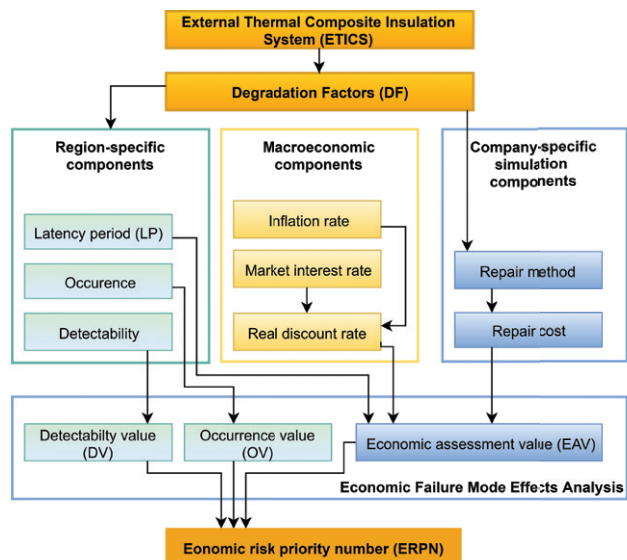 External Thermal Composite Insulation
System (ETICS)
Degradation Factors (DF)
Region-specific
components
Latency period (LP)
Occurence
Detectability
Macroeconomic
components
Inflation rate
Market interest rate
Real discount rate
Company-specific
simulation
components
Repair method
Repair cost
Detectabilty value
(DV)
Occurrence value
(OV)
Economic assessment value (EAV)
Economic Failure Mode Effects Analysis
Eonomic risk priority number (ERPN)